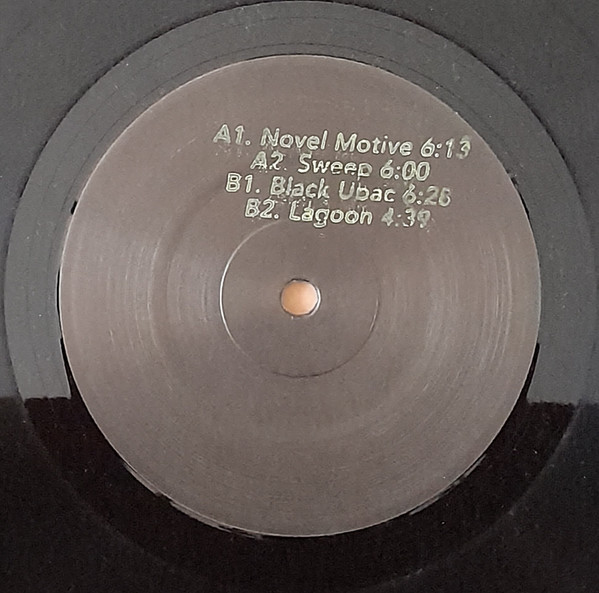 A1. Novel Motive 6:13
A2. Sweep 6:00
B1. Black Ubac 6:26
B2. Lagoon 4:39